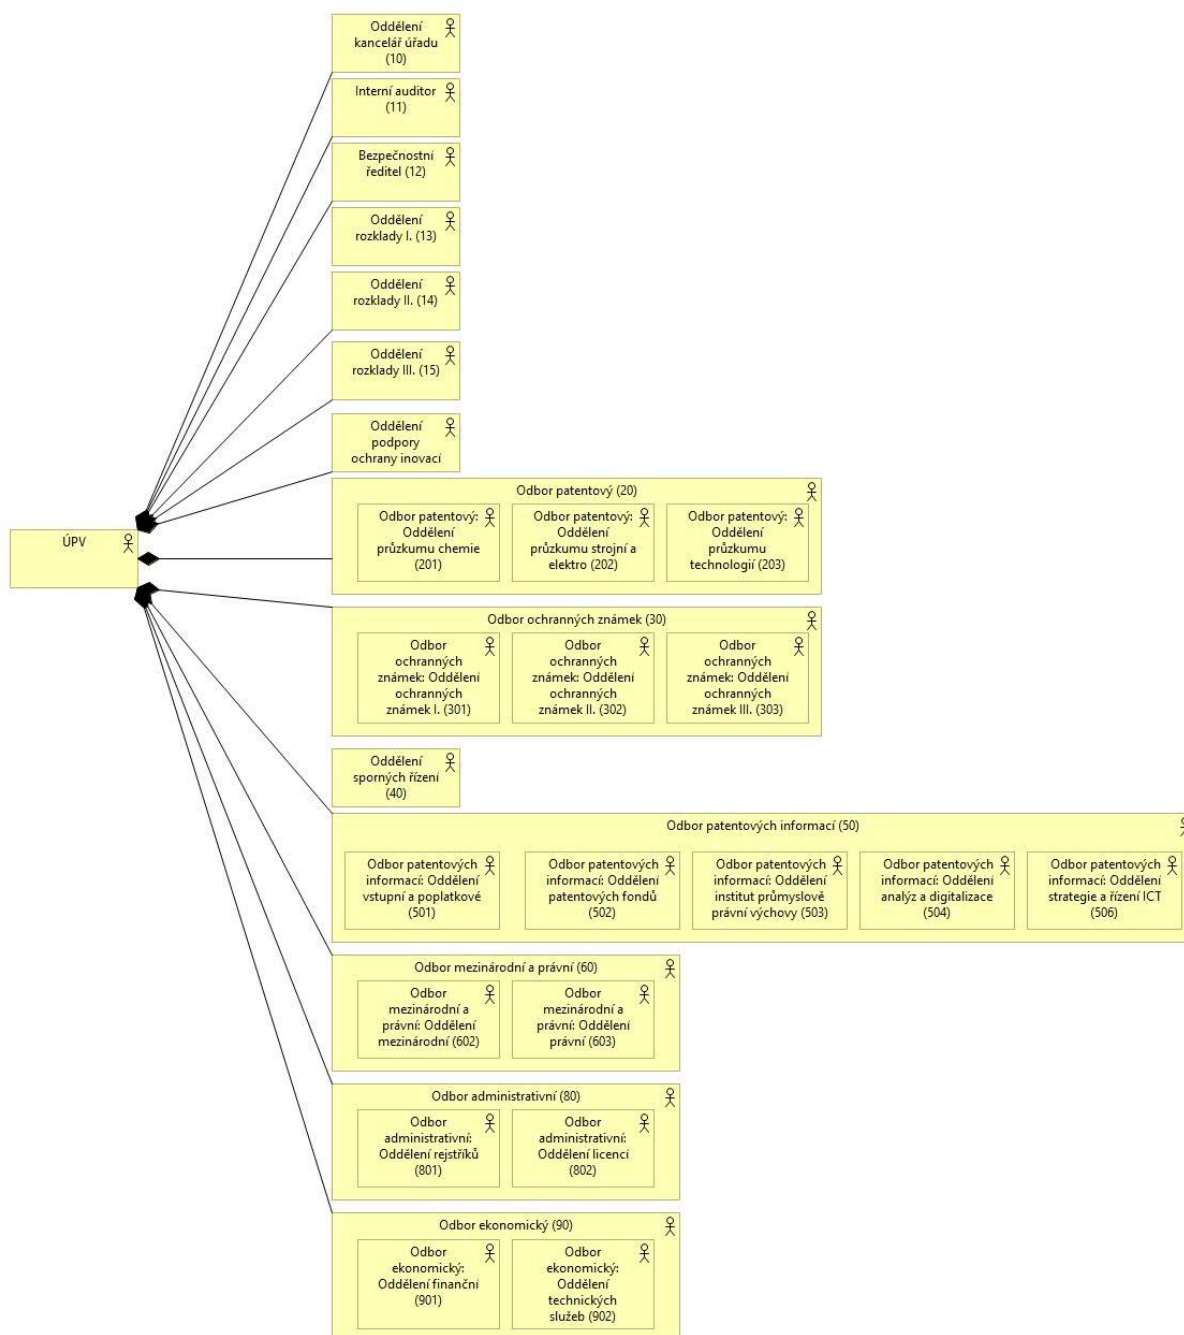 Oddělení
kancelář úřadu
(10)
Interní auditor
(11)
Bezpečnostní
ředitel (12)
Oddělení
rozklady I. (13)
Oddělení
rozklady II. (14)
Oddělení
rozklady III. (15)
Oddělení
podpory
ochrany inovací
ÚPV
Odbor patentový (20)
Odbor patentový:
Oddělení
průzkumu chemie
(201)
Odbor patentový:
Oddělení
průzkumu strojní a
elektro (202)
Odbor patentový:
Oddělení
průzkumu
technologií (203)
Odbor ochranných známek (30)
Odbor
ochranných
známek: Oddělení
ochranných
známek I. (301)
Odbor
ochranných
známek: Oddělení
ochranných
známek II. (302)
Odbor
ochranných
známek: Oddělení
ochranných
známek III. (303)
Oddělení
sporných řízení
(40)
Odbor patentových informací (50)
Odbor patentových
informací: Oddělení
vstupní a poplatkové
(501)
Odbor patentových
informací: Oddělení
patentových fondů
(502)
Odbor patentových
informací: Oddělení
institut průmyslově
právní výchovy (503)
Odbor patentových
informací: Oddělení
analýz a digitalizace
(504)
Odbor patentových
informací: Oddělení
strategie a řízení ICT
(506)
Odbor mezinárodní a právní (60)
Odbor
mezinárodní a
právní: Oddělení
mezinárodní (602)
Odbor
mezinárodní a
právní: Oddělení
právní (603)
Odbor administrativní (80)
Odbor
administrativní:
Oddělení rejstříků
(801)
Odbor
administrativní:
Oddělení licencí
(802)
Odbor ekonomický (90)
Odbor
ekonomický:
Oddělení finanční
(901)
Odbor
ekonomický:
Oddělení
technických
služeb (902)